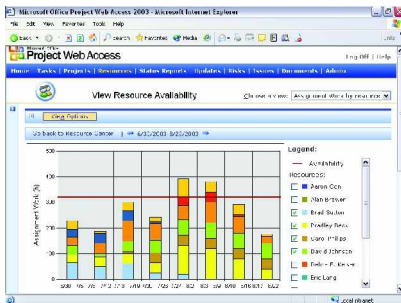 Microsoft Office Project Web Access 2003 - Microsoft Internet Explorer
File Edit View Favorites Tools Help
Back Search Favorites Media
Project Web Access
Log Off | Help
Home Tasks | Projects | Resources | Status Reports | Updates | Risks | Issues | Documents | Admin
View Resource Availability
Choose a view: Assignment Work by resource
View Options
Go back to Resource Center | 6/30/2003 8/23/2003
500
400
300
200
100
0
Assignment Work (h)
Legend:
Availability
Resources:
Aaron Con
Alan Brewer
Brad Sutton
Bradley Beck
Carol Philips
David Johnson
Eric Lang
Local intranet